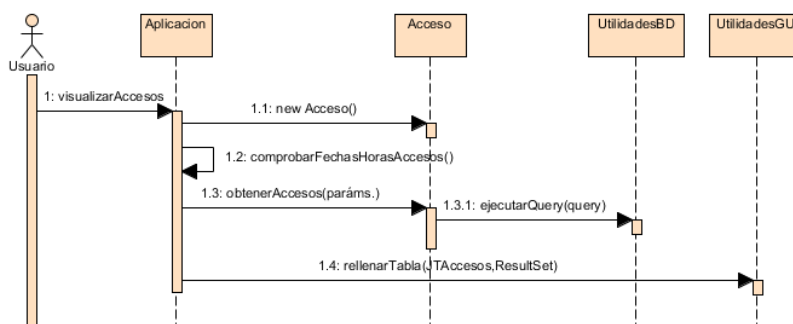 Aplicacion
Acceso
UtilidadesBD
UtilidadesGU
Usuario
1: visualizarAccesos
1.1: new Acceso()
1.2: comprobarFechasHorasAccesos()
1.3: obtenerAccesos(paráms.)
1.3.1: ejecutarQuery(query)
1.4: rellenarTabla(JTAccesos,ResultSet)